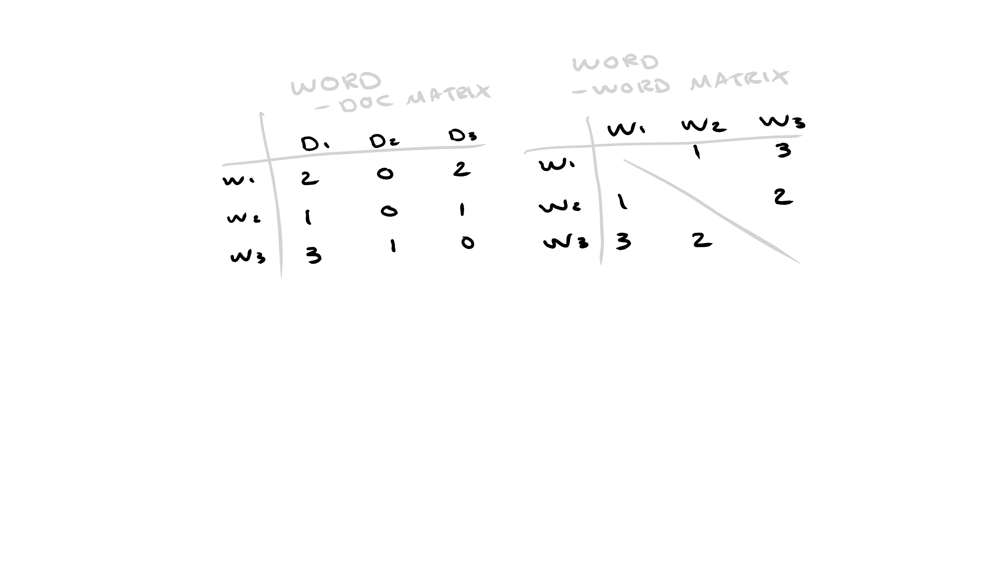 WORD
- DOC MATRIX
D1 D2 D3
W1 2 0 2
W2 1 0 1
W3 3 1 0
WORD
- WORD MATRIX
W1 W2 W3
W1 1 3
W2 1 2
W3 3 2